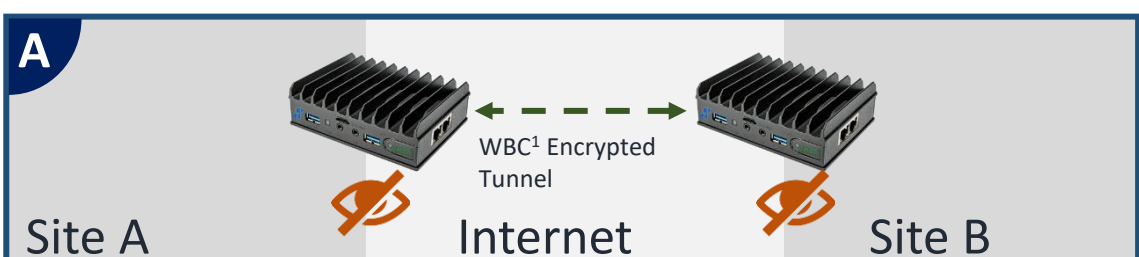 A
WBC¹ Encrypted
Tunnel
Site A
Internet
Site B